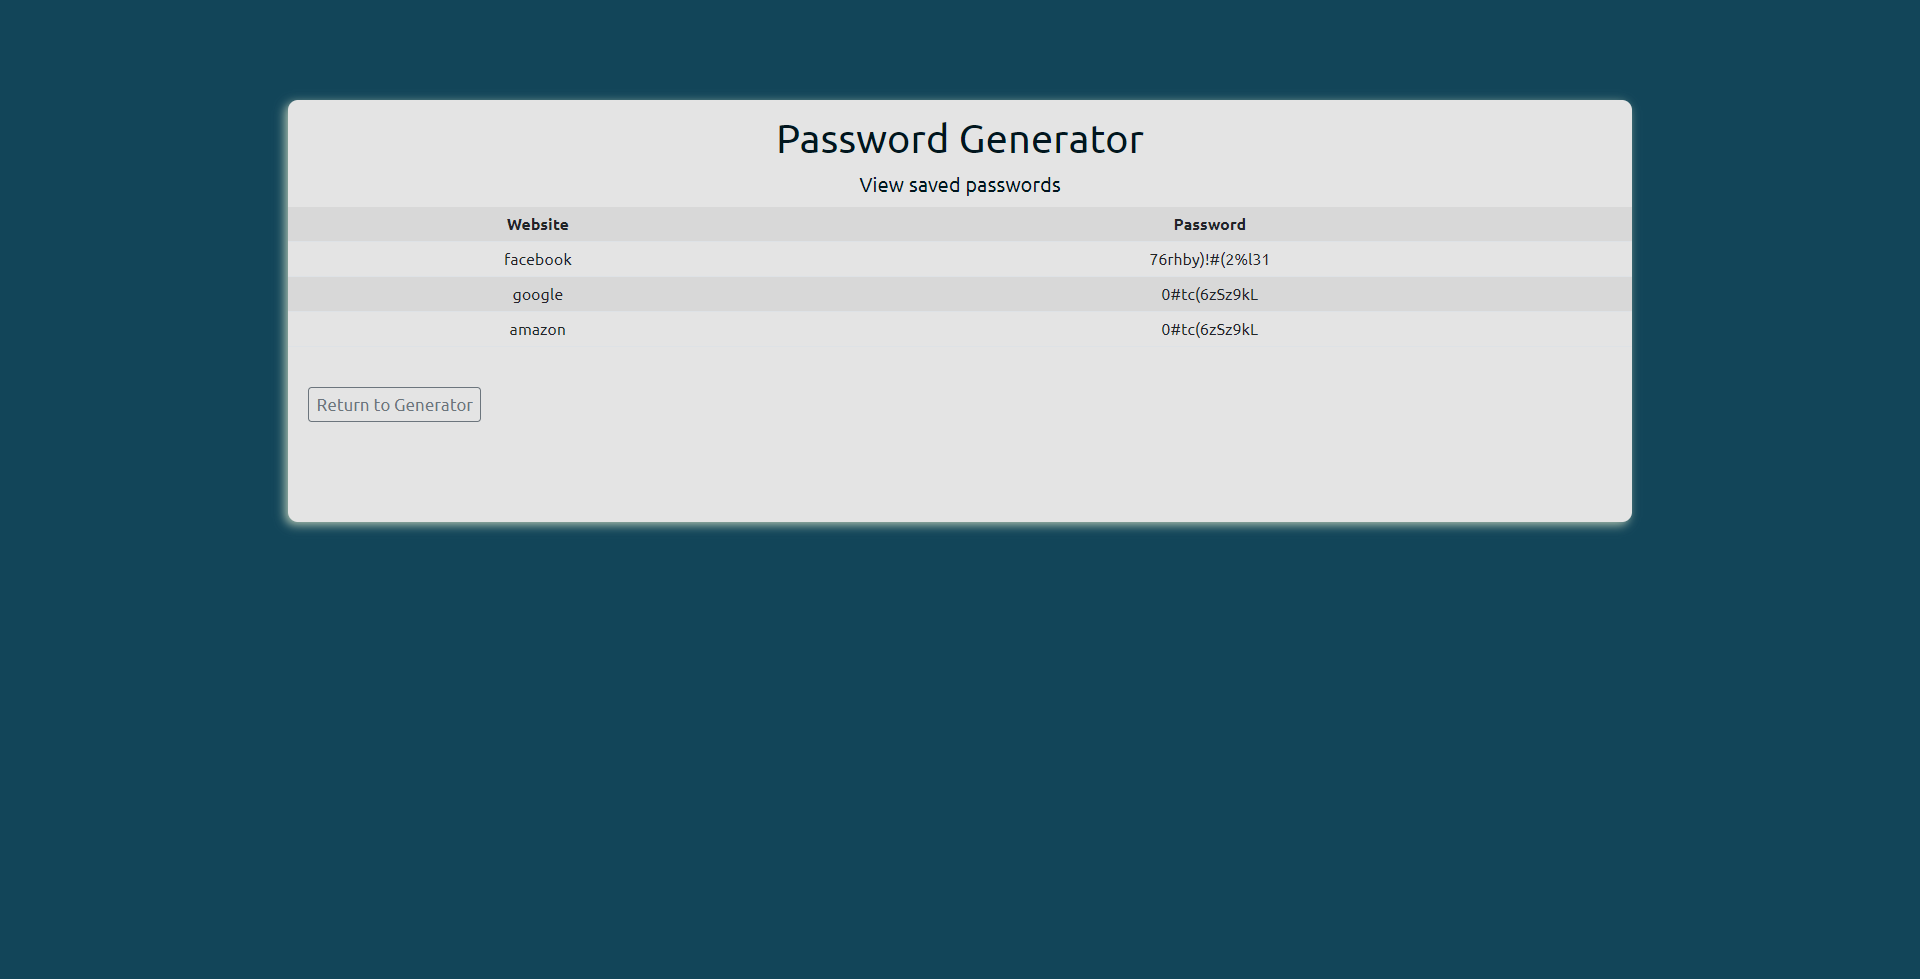 Password Generator
View saved passwords
Website Password
facebook 76rhby)!#(2%l31
google 0#tc(6zSz9kL
amazon 0#tc(6zSz9kL
Return to Generator